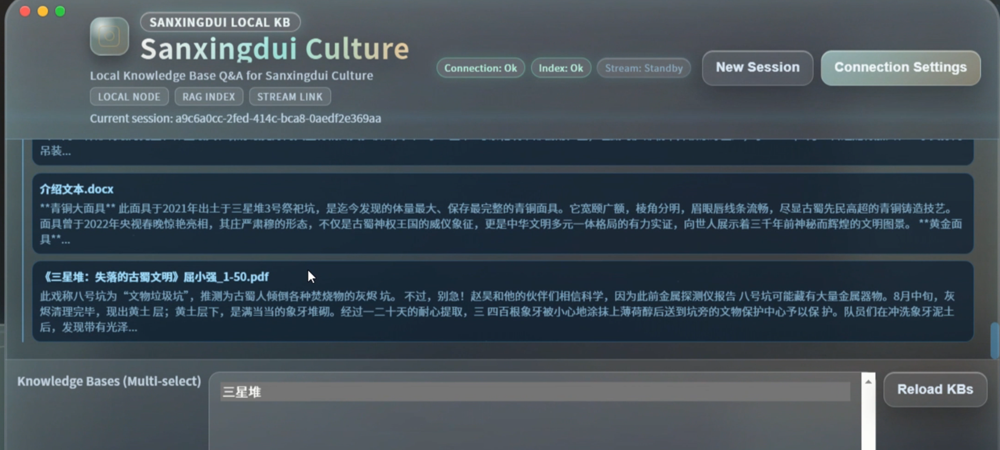 SANXINGDUI LOCAL KB
Sanxingdui Culture
Local Knowledge Base Q&A for Sanxingdui Culture
LOCAL NODE RAG INDEX STREAM LINK
Current session: a9c6a0cc-2fed-414c-bca8-0aedf2e369aa
Connection: Ok Index: Ok Stream: Standby New Session Connection Settings
吊装...
介绍文本.docx
**青铜大面具** 此面具于2021年出土于三星堆3号祭祀坑，是迄今发现的体量最大、保存最完整的青铜面具。它宽颐广额，棱角分明，眉眼唇线条流畅，尽显古蜀先民高超的青铜铸造技艺。
面具曾于2022年央视春晚惊艳亮相，其庄严肃穆的形态，不仅是古蜀神权王国的威仪象征，更是中华文明多元一体格局的有力实证，向世人展示着三千年前神秘而辉煌的文明图景。 **黄金面
具**...
《三星堆：失落的古蜀文明》屈小强_1-50.pdf
此戏称八号坑为“文物垃圾坑”，推测为古蜀人倾倒各种焚烧物的灰烬 坑。 不过，别急！赵昊和他的伙伴们相信科学，因为此前金属探测仪报告 八号坑可能藏有大量金属器物。8月中旬，灰
烬清理完毕，现出黄土 层；黄土层下，是满当当的象牙堆砌。经过一二十天的耐心提取，三 四百根象牙被小心地涂抹上薄荷醇后送到坑旁的文物保护中心予以保 护。队员们在冲洗象牙泥土
后，发现带有光泽...
Knowledge Bases (Multi-select)
三星堆
Reload KBs